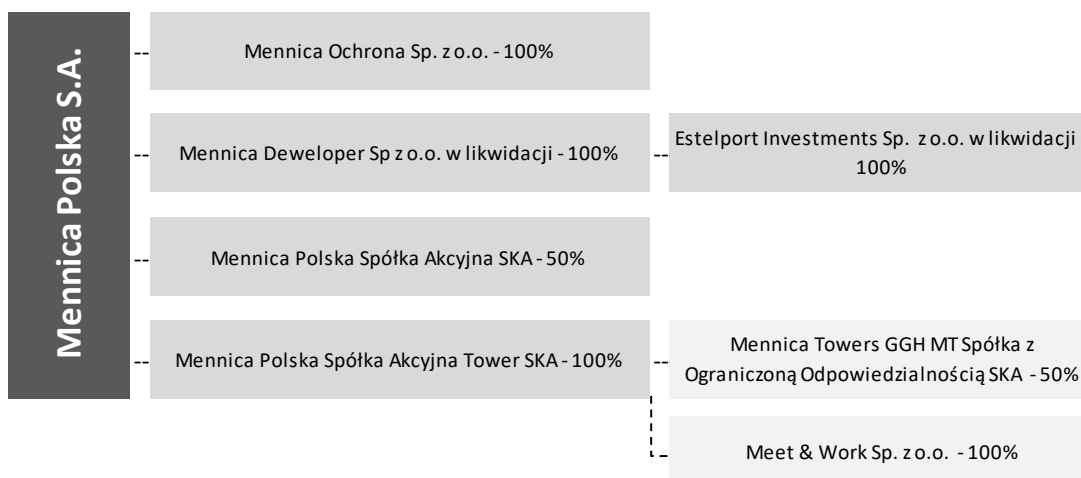 Mennica Polska S.A.
Mennica Ochrona Sp. z o.o. - 100%
Mennica Deweloper Sp z o.o. w likwidacji - 100%
Estelport Investments Sp. z o.o. w likwidacji
100%
Mennica Polska Spółka Akcyjna SKA - 50%
Mennica Polska Spółka Akcyjna Tower SKA - 100%
Mennica Towers GGH MT Spółka z
Ograniczoną Odpowiedzialnością SKA - 50%
Meet & Work Sp. z o.o. - 100%